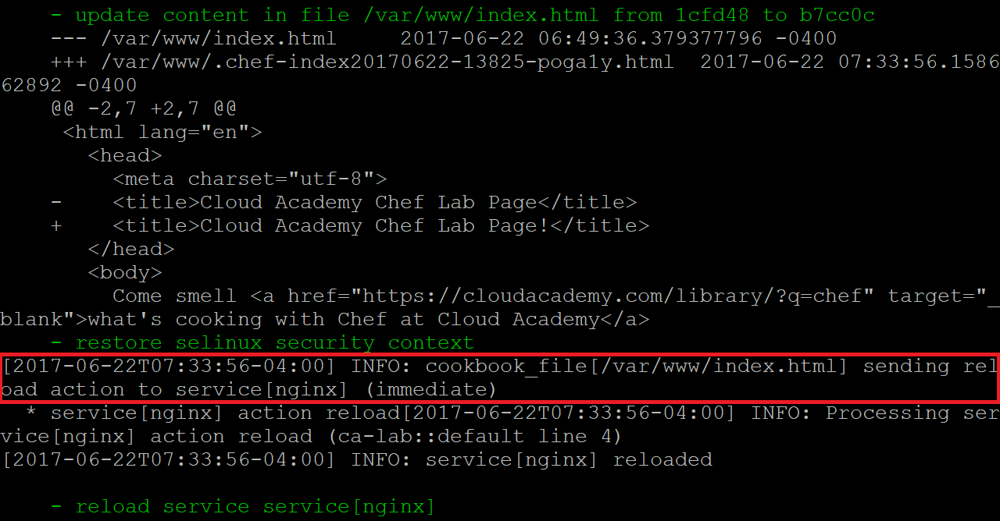 - update content in file /var/www/index.html from 1cfd48 to b7cc0c
    --- /var/www/index.html     2017-06-22 06:49:36.379377796 -0400
    +++ /var/www/.chef-index20170622-13825-poga1y.html  2017-06-22 07:33:56.1586
62892 -0400
    @@ -2,7 +2,7 @@
     <html lang="en">
       <head>
         <meta charset="utf-8">
    -    <title>Cloud Academy Chef Lab Page</title>
    +    <title>Cloud Academy Chef Lab Page!</title>
       </head>
       <body>
         Come smell <a href="https://cloudacademy.com/library/?q=chef" target="_
blank">what's cooking with Chef at Cloud Academy</a>
    - restore selinux security context
[2017-06-22T07:33:56-04:00] INFO: cookbook_file[/var/www/index.html] sending rel
oad action to service[nginx] (immediate)
  * service[nginx] action reload[2017-06-22T07:33:56-04:00] INFO: Processing ser
vice[nginx] action reload (ca-lab::default line 4)
[2017-06-22T07:33:56-04:00] INFO: service[nginx] reloaded
    - reload service service[nginx]